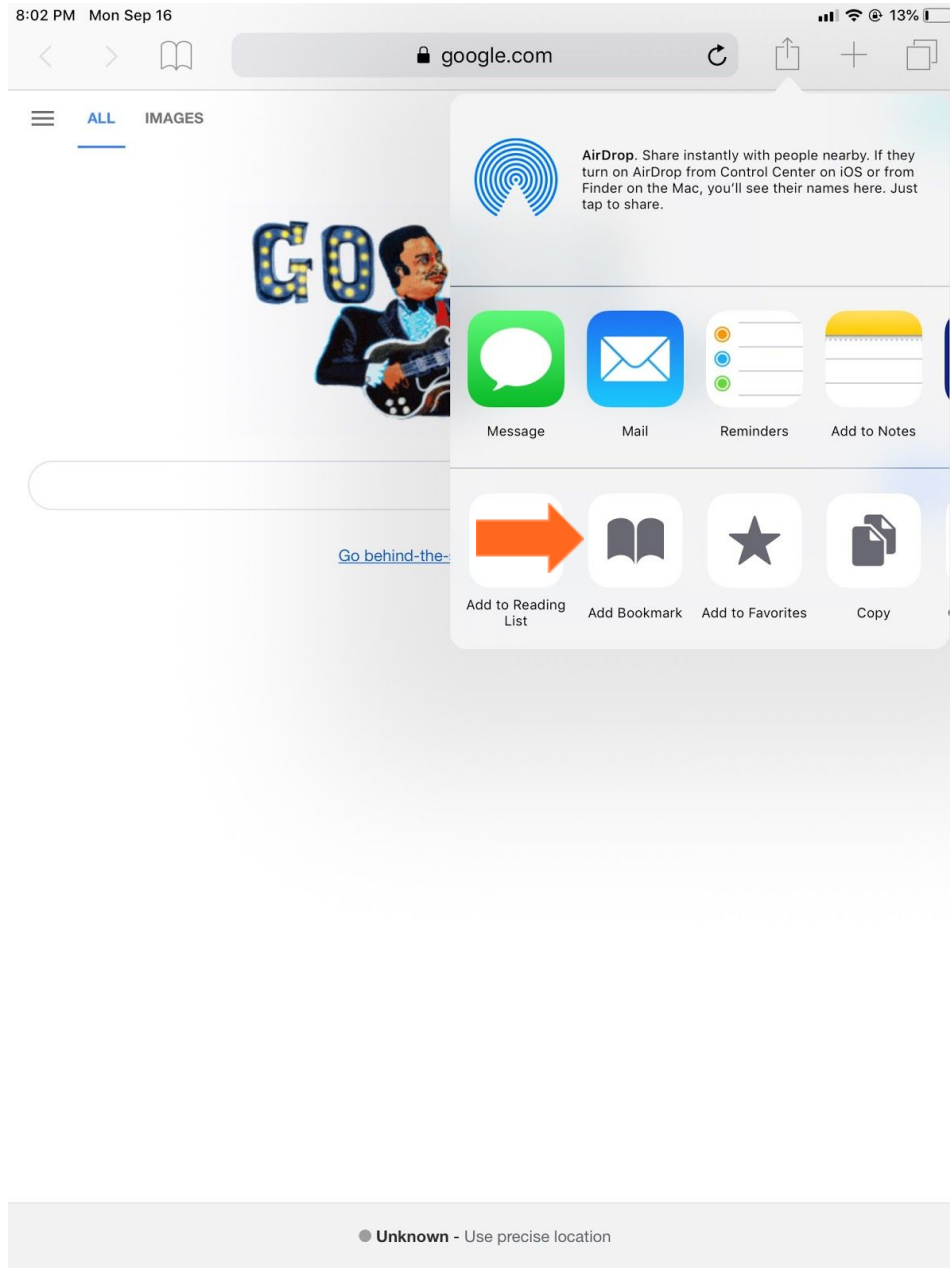 8:02 PM Mon Sep 16
13%
google.com
ALL IMAGES
AirDrop. Share instantly with people nearby. If they
turn on AirDrop from Control Center on iOS or from
Finder on the Mac, you'll see their names here. Just
tap to share.
GO
Message Mail Reminders Add to Notes
Go behind-the-
Add to Reading
List
Add Bookmark Add to Favorites Copy
Unknown - Use precise location